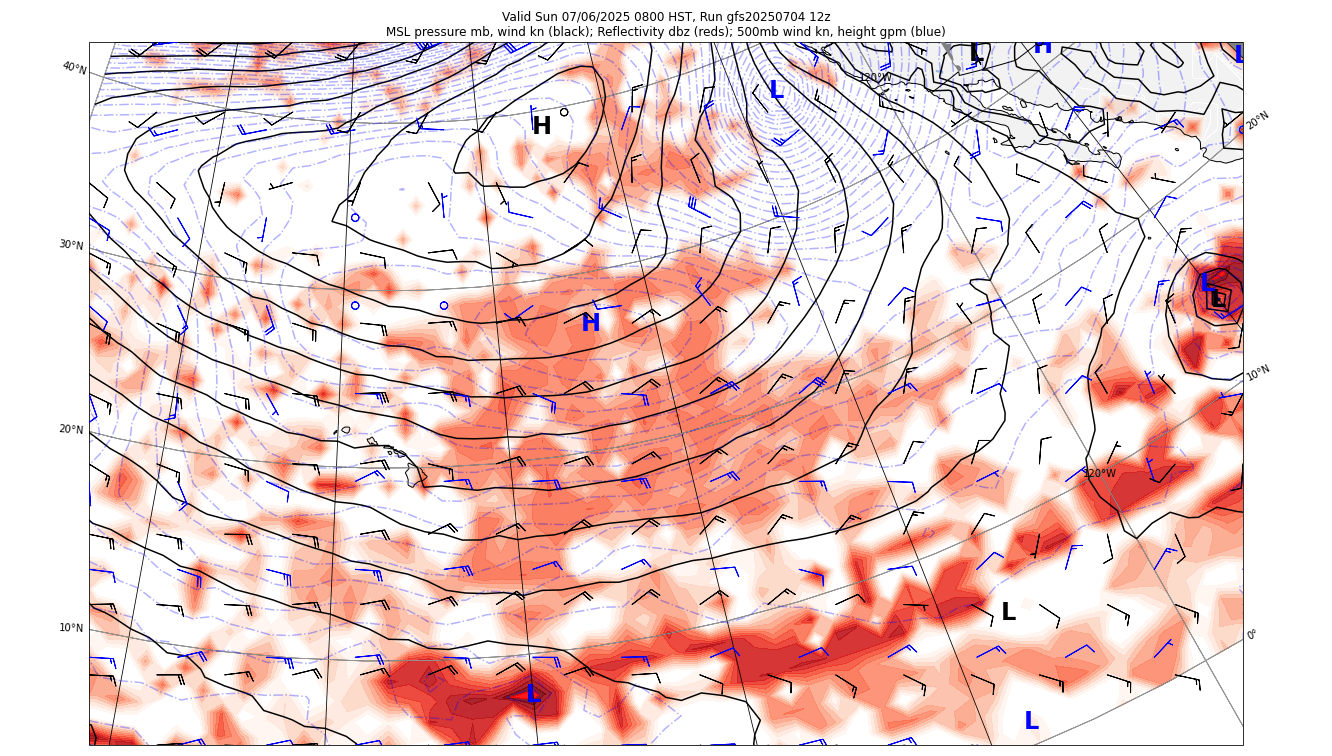 Valid Sun 07/06/2025 0800 HST, Run gfs20250704 12z
MSL pressure mb, wind kn (black); Reflectivity dbz (reds); 500mb wind kn, height gpm (blue)
L H L
40°N 120°W
L
H 20°N
30°N
L
L
H
10°N
20°N
120°W
L
10°N 0°
L
L